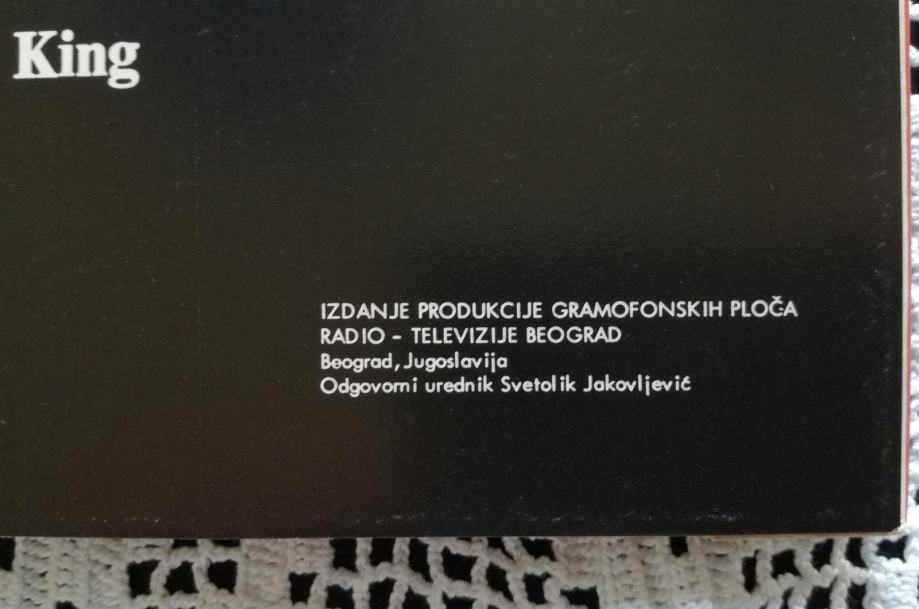 King
IZDANJE PRODUKCIJE GRAMOFONSKIH PLOČA
RADIO - TELEVIZIJE BEOGRAD
Beograd, Jugoslavija
Odgovorni urednik Svetolik Jakovljević